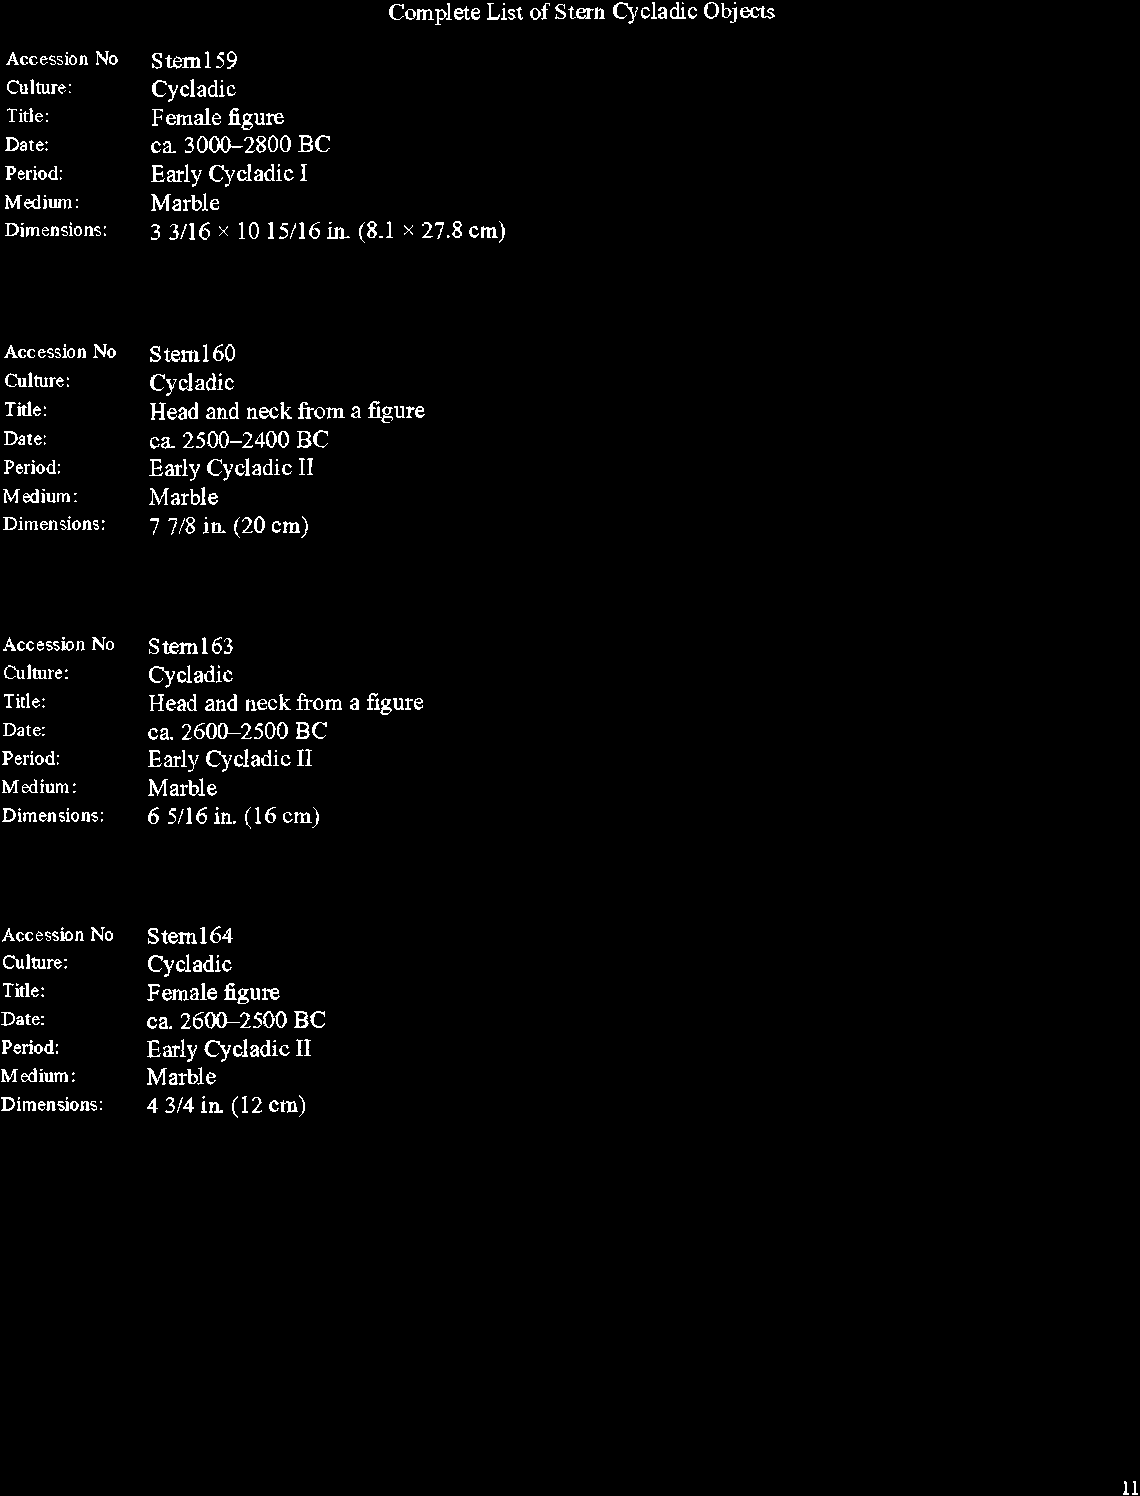 Complete List of Stern Cycladic Objects
Accession No Stern159
Culture: Cycladic
Title: Female figure
Date: ca. 3000–2800 BC
Period: Early Cycladic I
Medium: Marble
Dimensions: 3 3/16 × 10 15/16 in. (8.1 × 27.8 cm)
Accession No Stern160
Culture: Cycladic
Title: Head and neck from a figure
Date: ca. 2500–2400 BC
Period: Early Cycladic II
Medium: Marble
Dimensions: 7 7/8 in. (20 cm)
Accession No Stern163
Culture: Cycladic
Title: Head and neck from a figure
Date: ca. 2600–2500 BC
Period: Early Cycladic II
Medium: Marble
Dimensions: 6 5/16 in. (16 cm)
Accession No Stern164
Culture: Cycladic
Title: Female figure
Date: ca. 2600–2500 BC
Period: Early Cycladic II
Medium: Marble
Dimensions: 4 3/4 in. (12 cm)
11